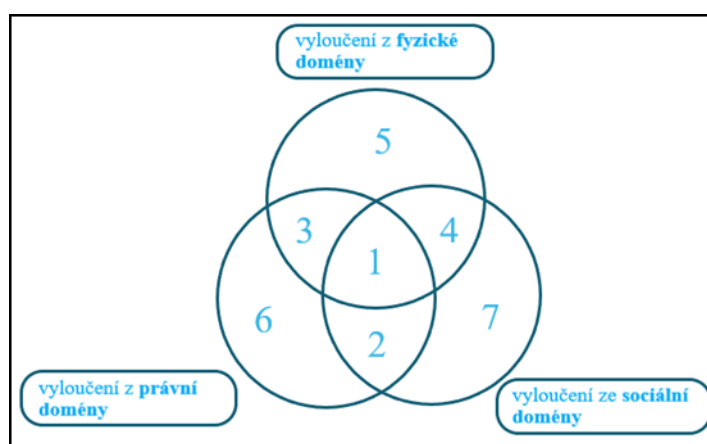 vyloučení z fyzické
domény
5
3
4
1
6
7
2
vyloučení z právní
domény
vyloučení ze sociální
domény